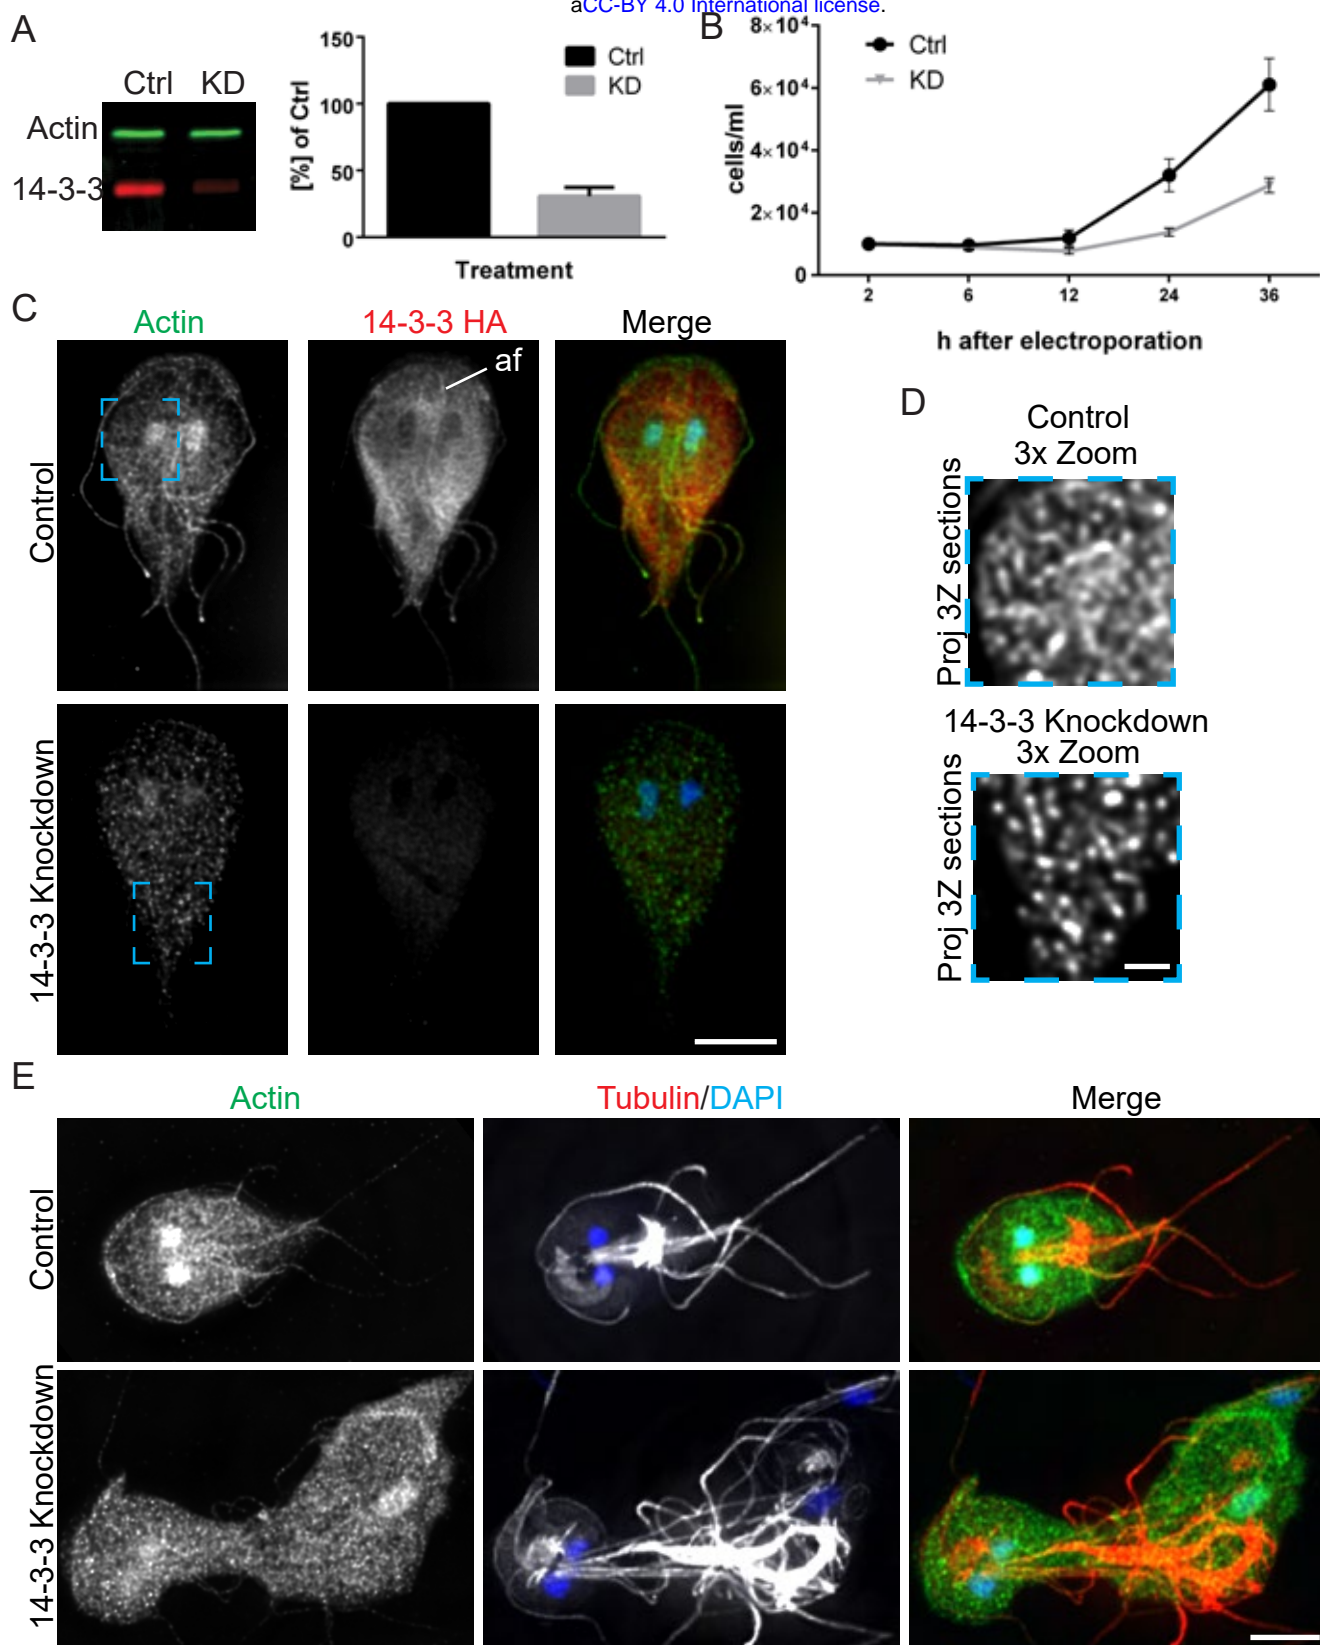 aCC-BY 4.0 International license.
A
Ctrl KD
Actin
14-3-3
150
100
50
0
[%] of Ctrl
Ctrl
KD
Treatment
B
8×10⁴
6×10⁴
4×10⁴
2×10⁴
0
cells/ml
Ctrl
KD
2 6 12 24 36
h after electroporation
C
Actin 14-3-3 HA Merge
af
Control
14-3-3 Knockdown
D
Control
3x Zoom
Proj 3Z sections
14-3-3 Knockdown
3x Zoom
Proj 3Z sections
E
Actin Tubulin/DAPI Merge
Control
14-3-3 Knockdown